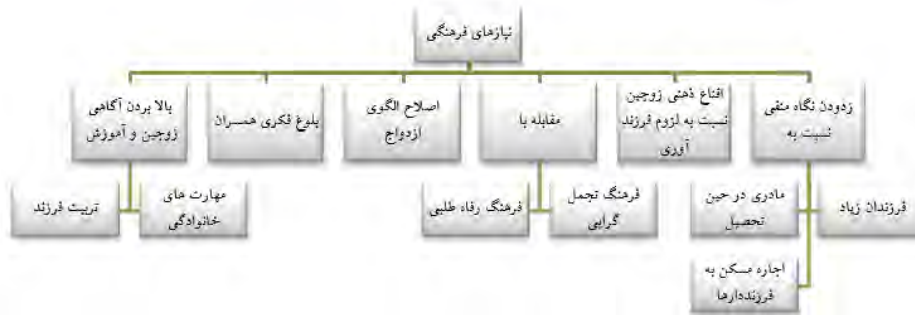 نیازهای فرهنگی
زدودن نگاه منفی
نسبت به
اقناع ذهنی زوجین
نسبت به لزوم فرزند
آوری
مقابله با
اصلاح الگوی
ازدواج
بلوغ فکری همسران
بالا بردن آگاهی
زوجین و آموزش
فرزندان زیاد
مادری در حین
تحصیل
اجاره مسکن به
فرزنددارها
فرهنگ تجمل
گرایی
فرهنگ رفاه طلبی
مهارت های
خانوادگی
تربیت فرزند